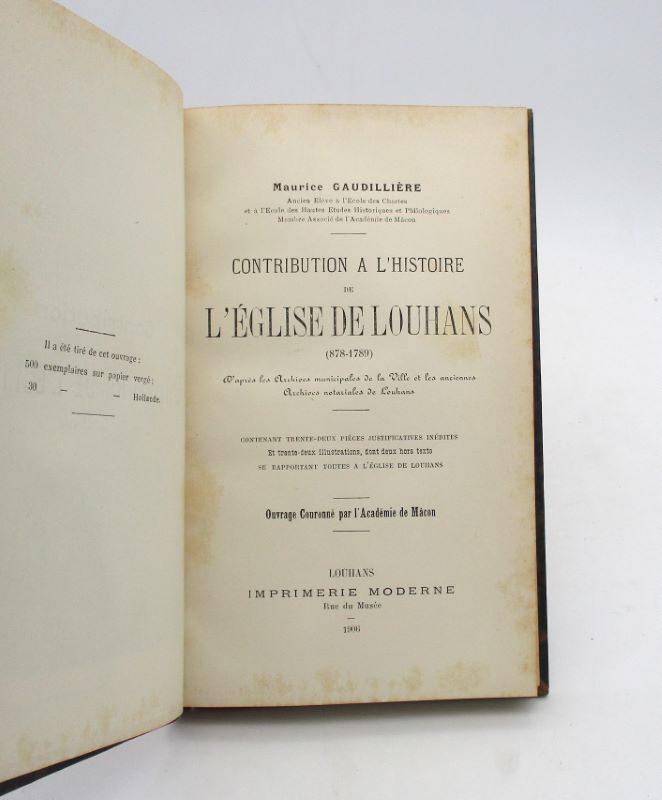 Il a été tiré de cet ouvrage :
500 exemplaires sur papier vergé ;
30 — — Hollande.
Maurice GAUDILLIÈRE
Ancien Elève à l'Ecole des Chartes
et à l'Ecole des Hautes Etudes Historiques et Philologiques
Membre Associé de l'Académie de Mâcon
CONTRIBUTION A L'HISTOIRE
DE
L'ÉGLISE DE LOUHANS
(878-1789)
D'après les Archives municipales de la Ville et les anciennes
Archives notariales de Louhans
CONTENANT TRENTE-DEUX PIÈCES JUSTIFICATIVES INÉDITES
Et trente-deux illustrations, dont deux hors texte
SE RAPPORTANT TOUTES A L'ÉGLISE DE LOUHANS
Ouvrage Couronné par l'Académie de Mâcon
LOUHANS
IMPRIMERIE MODERNE
Rue du Musée
—
1906